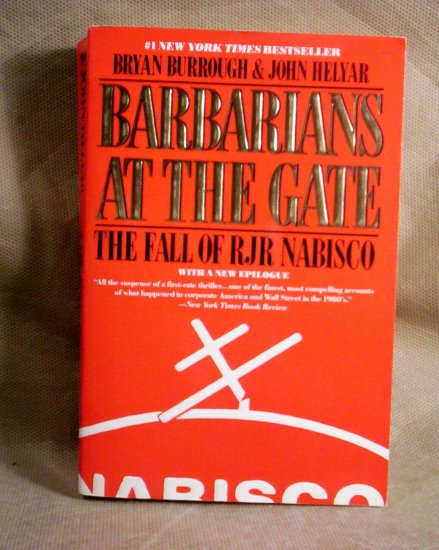 #1 NEW YORK TIMES BESTSELLER
BRYAN BURROUGH & JOHN HELYAR
BARBARIANS
AT THE GATE
THE FALL OF RJR NABISCO
WITH A NEW EPILOGUE
“All the suspense of a first-rate thriller...one of the finest, most compelling accounts
of what happened to corporate America and Wall Street in the 1980's.”
—New York Times Book Review
NABISCO